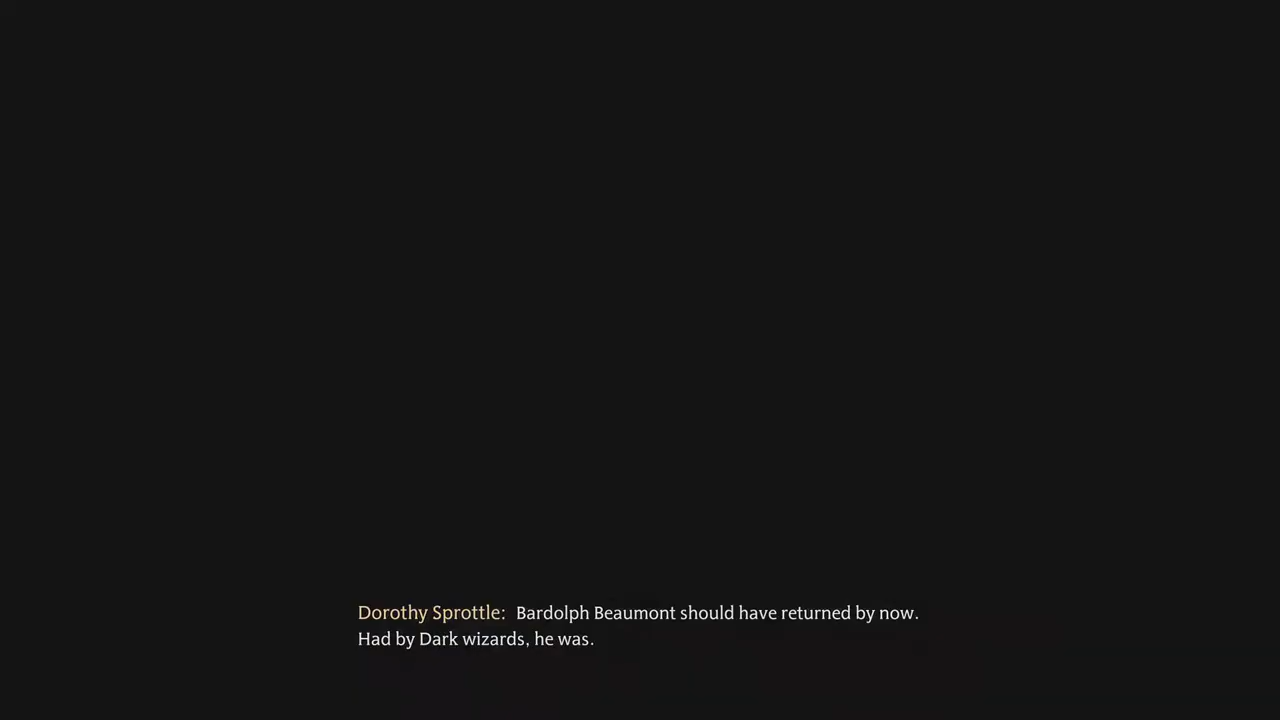 Dorothy Sprottle: Bardolph Beaumont should have returned by now.
Had by Dark wizards, he was.